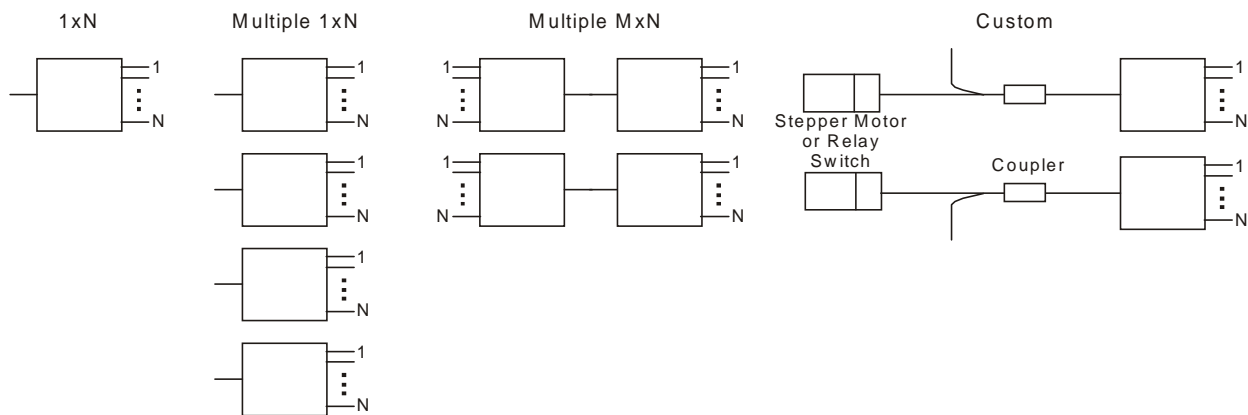 1xN
Multiple 1xN
Multiple MxN
Custom
1
N
1
N
1
N
1
N
1
N
1
N
1
N
1
N
1
N
1
N
1
N
Stepper Motor
or Relay
Switch
Coupler
1
N
1
N